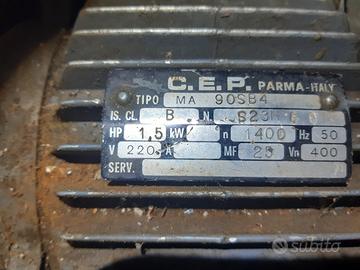 C.E.P. PARMA-ITALY
TIPO MA 90SB4
IS. CL. B N.
HP 1,5 kW n 1400 Hz 50
V 220 A MF 25 Vn 400
SERV.
subito